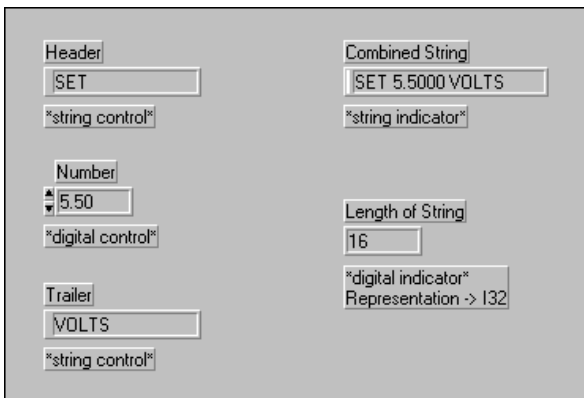 Header
SET
*string control*
Number
5.50
*digital control*
Trailer
VOLTS
*string control*
Combined String
SET 5.5000 VOLTS
*string indicator*
Length of String
16
*digital indicator*
Representation -> I32